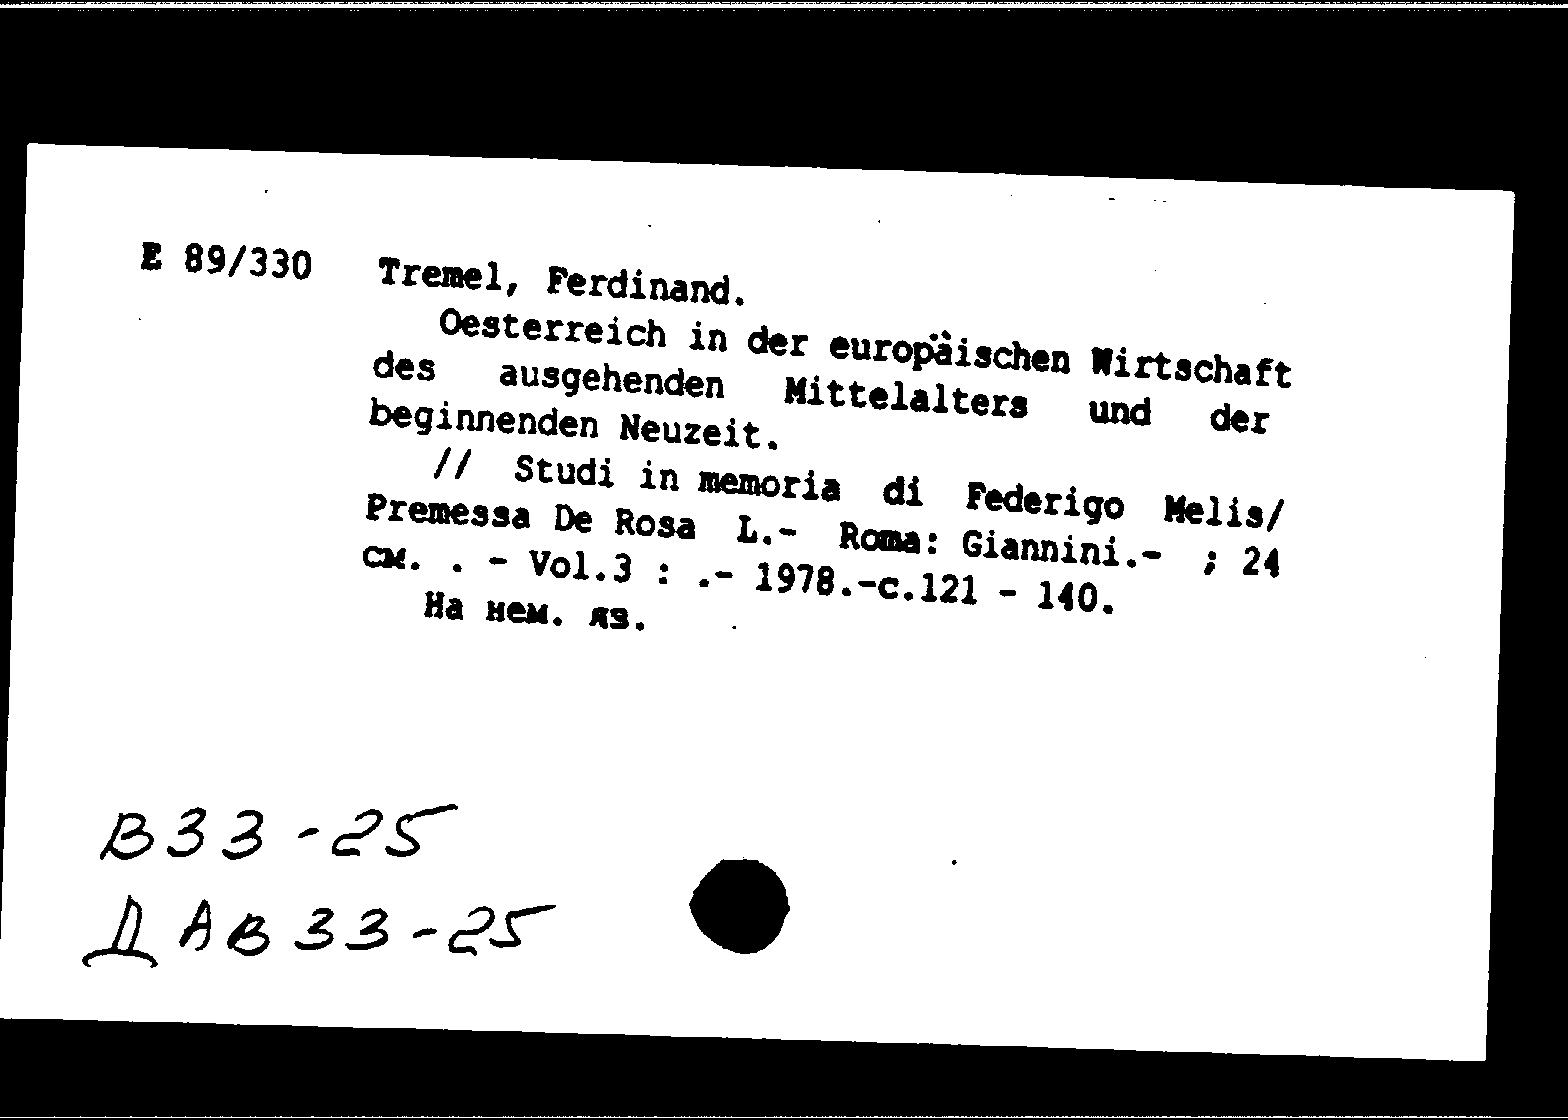 E 89/330 Tremel, Ferdinand.
Oesterreich in der europäischen Wirtschaft
des ausgehenden Mittelalters und der
beginnenden Neuzeit.
// Studi in memoria di Federigo Melis/
Premessa De Rosa L.- Roma: Giannini.- ; 24
см. . - Vol.3 : .- 1978.-с.121 - 140.
На нем. яз.
В33-25
ДАВ33-25